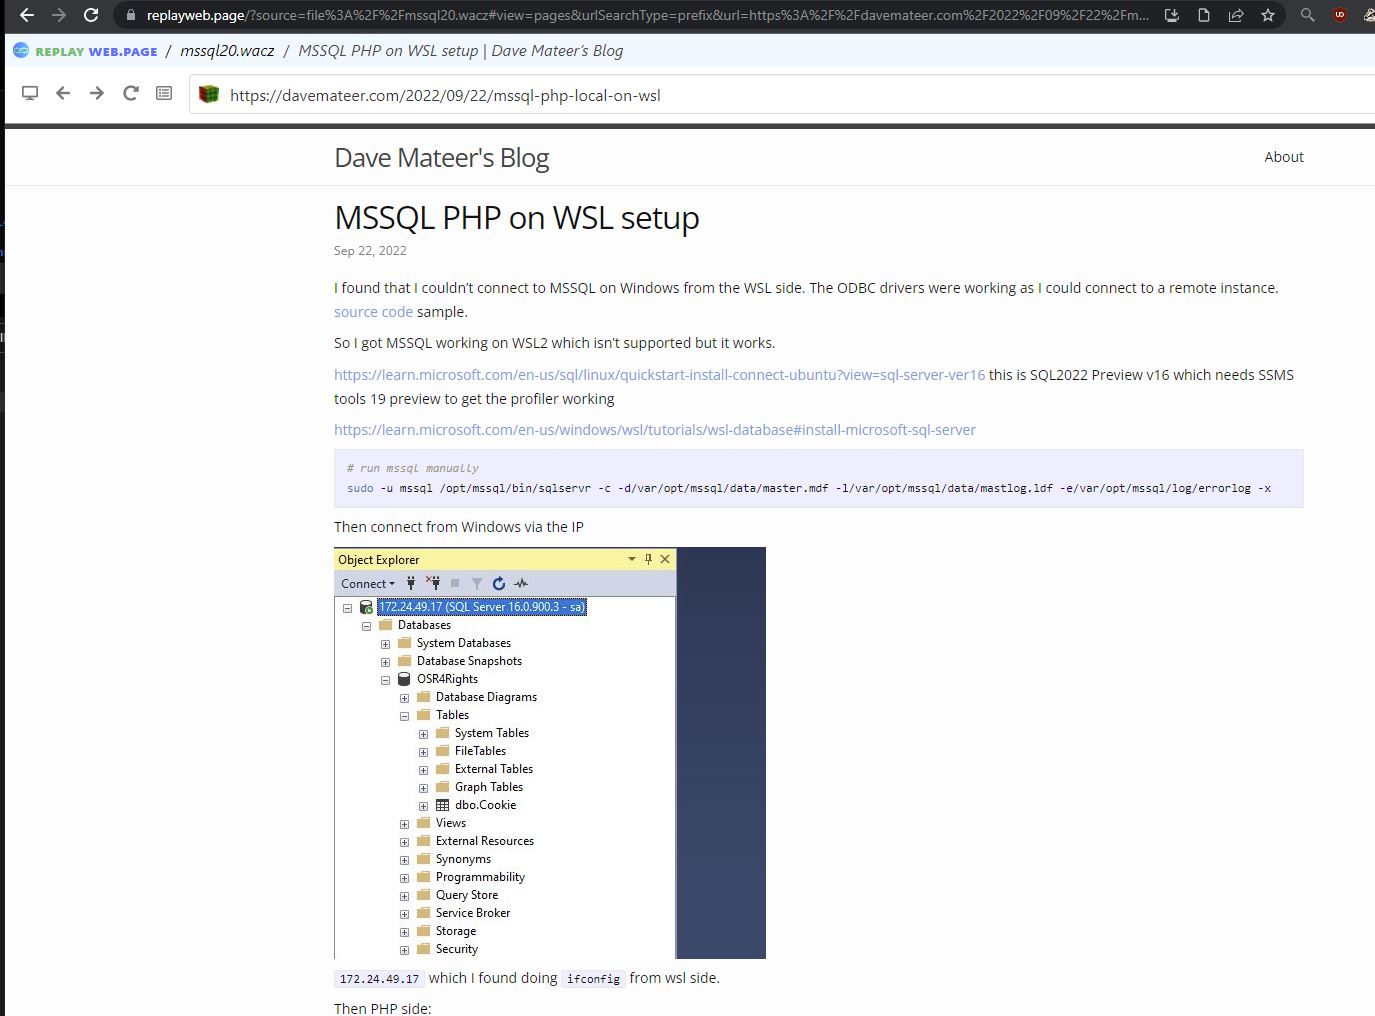 replayweb.page/?source=file%3A%2F%2Fmssql20.wacz#view=pages&urlSearchType=prefix&url=https%3A%2F%2Fdavemateer.com%2F2022%2F09%2F22%2Fm...
REPLAY WEB.PAGE / mssql20.wacz / MSSQL PHP on WSL setup | Dave Mateer's Blog
https://davemateer.com/2022/09/22/mssql-php-local-on-wsl
Dave Mateer's Blog
About
MSSQL PHP on WSL setup
Sep 22, 2022
I found that I couldn’t connect to MSSQL on Windows from the WSL side. The ODBC drivers were working as I could connect to a remote instance.
source code sample.
So I got MSSQL working on WSL2 which isn’t supported but it works.
https://learn.microsoft.com/en-us/sql/linux/quickstart-install-connect-ubuntu?view=sql-server-ver16 this is SQL2022 Preview v16 which needs SSMS
tools 19 preview to get the profiler working
https://learn.microsoft.com/en-us/windows/wsl/tutorials/wsl-database#install-microsoft-sql-server
# run mssql manually
sudo -u mssql /opt/mssql/bin/sqlservr -c -d/var/opt/mssql/data/master.mdf -l/var/opt/mssql/data/mastlog.ldf -e/var/opt/mssql/log/errorlog -x
Then connect from Windows via the IP
Object Explorer
Connect
172.24.49.17 (SQL Server 16.0.900.3 - sa)
Databases
System Databases
Database Snapshots
OSR4Rights
Database Diagrams
Tables
System Tables
FileTables
External Tables
Graph Tables
dbo.Cookie
Views
External Resources
Synonyms
Programmability
Query Store
Service Broker
Storage
Security
172.24.49.17 which I found doing ifconfig from wsl side.
Then PHP side: